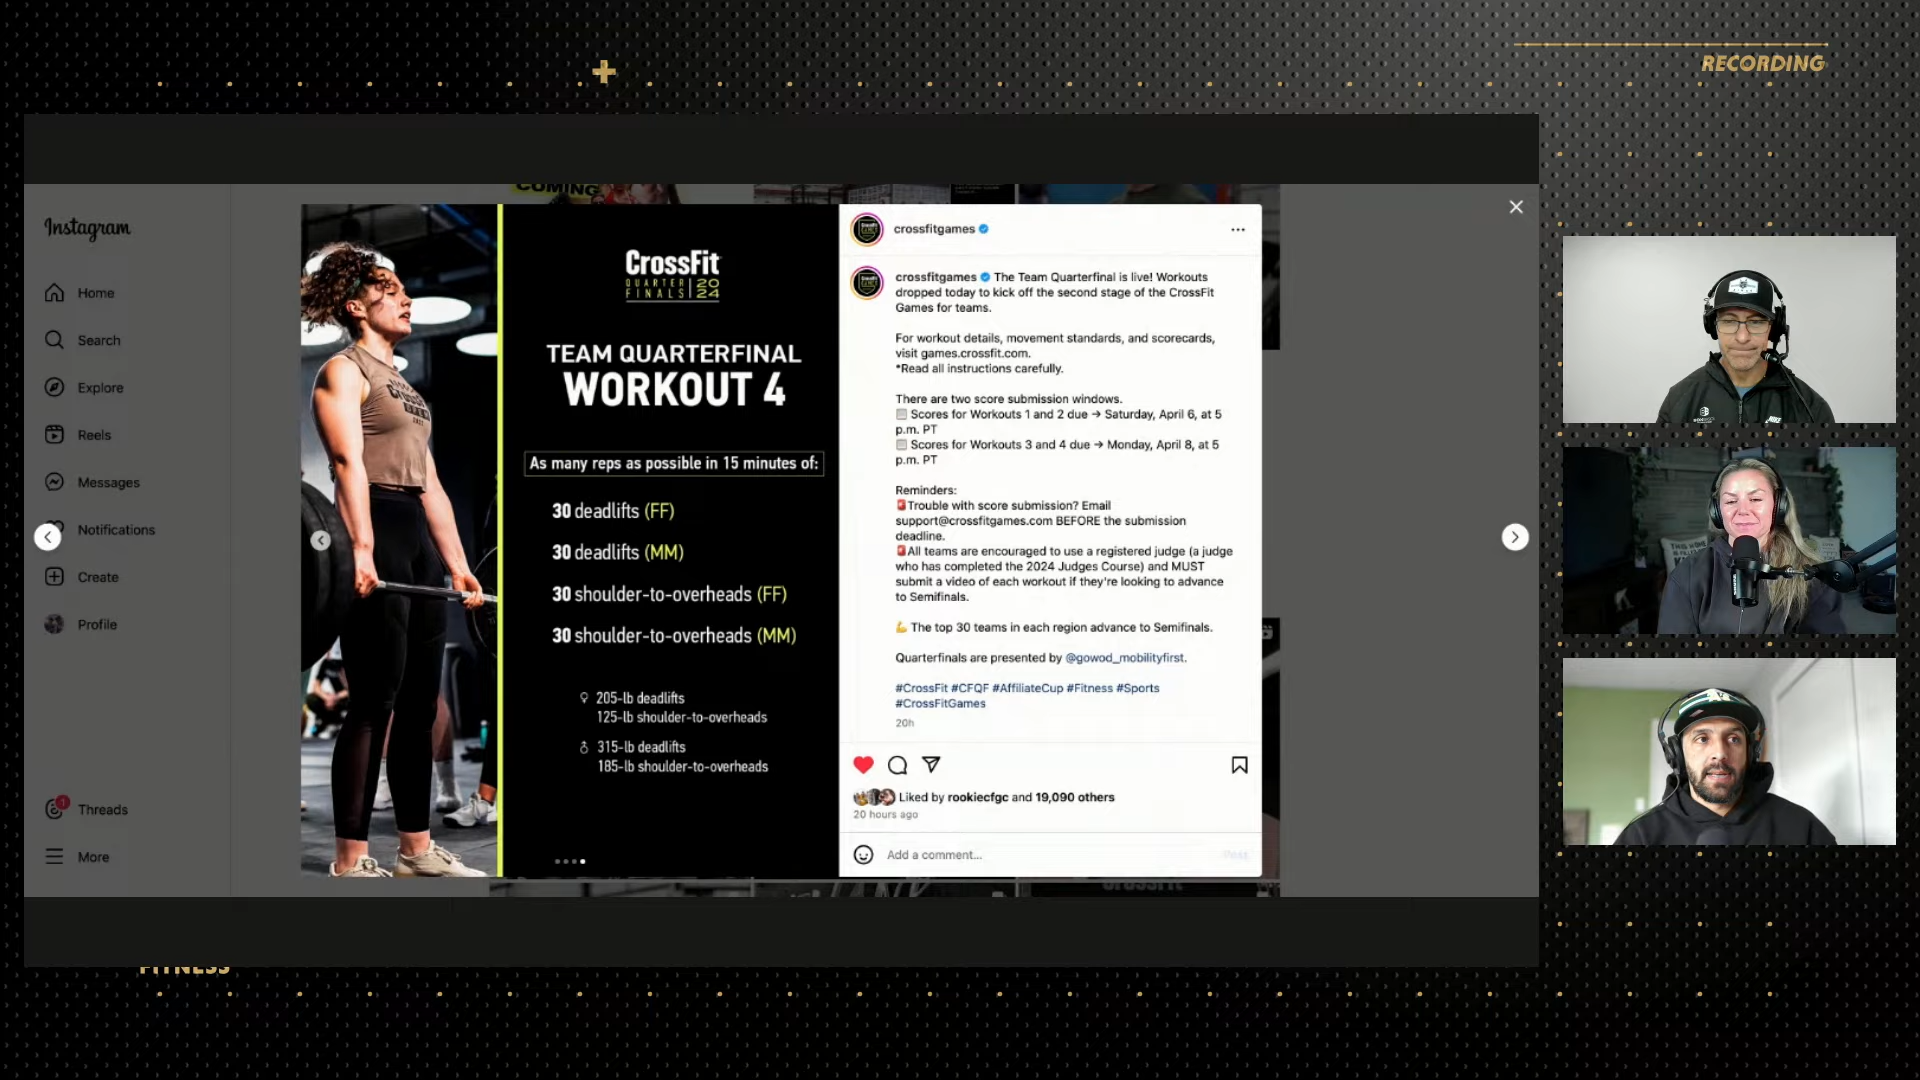 RECORDING
COMING
Instagram
Home
Search
Explore
Reels
Messages
Notifications
Create
Profile
1
Threads
More
CrossFit
QUARTER
FINALS
20
24
TEAM QUARTERFINAL
WORKOUT 4
As many reps as possible in 15 minutes of:
30 deadlifts (FF)
30 deadlifts (MM)
30 shoulder-to-overheads (FF)
30 shoulder-to-overheads (MM)
♀ 205-lb deadlifts
125-lb shoulder-to-overheads
♂ 315-lb deadlifts
185-lb shoulder-to-overheads
crossfitgames
crossfitgames The Team Quarterfinal is live! Workouts
dropped today to kick off the second stage of the CrossFit
Games for teams.
For workout details, movement standards, and scorecards,
visit games.crossfit.com.
*Read all instructions carefully.
There are two score submission windows.
Scores for Workouts 1 and 2 due → Saturday, April 6, at 5
p.m. PT
Scores for Workouts 3 and 4 due → Monday, April 8, at 5
p.m. PT
Reminders:
🚨Trouble with score submission? Email
support@crossfitgames.com BEFORE the submission
deadline.
🚨All teams are encouraged to use a registered judge (a judge
who has completed the 2024 Judges Course) and MUST
submit a video of each workout if they're looking to advance
to Semifinals.
💪 The top 30 teams in each region advance to Semifinals.
Quarterfinals are presented by @gowod_mobilityfirst.
#CrossFit #CFQF #AffiliateCup #Fitness #Sports
#CrossFitGames
20h
Liked by rookiecfgc and 19,090 others
20 hours ago
Add a comment...
Post
CrossFit
FITNESS